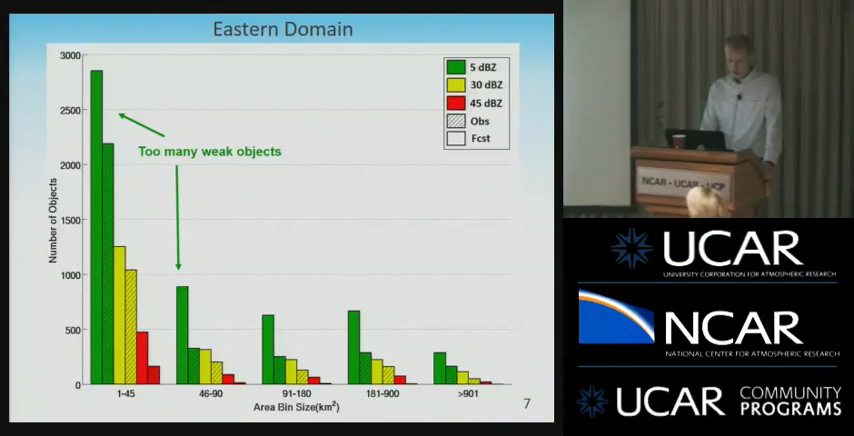 Eastern Domain
3000
2500
2000
1500
1000
500
0
Number of Objects
5 dBZ
30 dBZ
45 dBZ
Obs
Fcst
Too many weak objects
1-45
46-90
91-180
181-900
>901
Area Bin Size(km²)
7
NCAR - UCAR - UCP
UCAR
UNIVERSITY CORPORATION FOR ATMOSPHERIC RESEARCH
NCAR
NATIONAL CENTER FOR ATMOSPHERIC RESEARCH
UCAR COMMUNITY
PROGRAMS